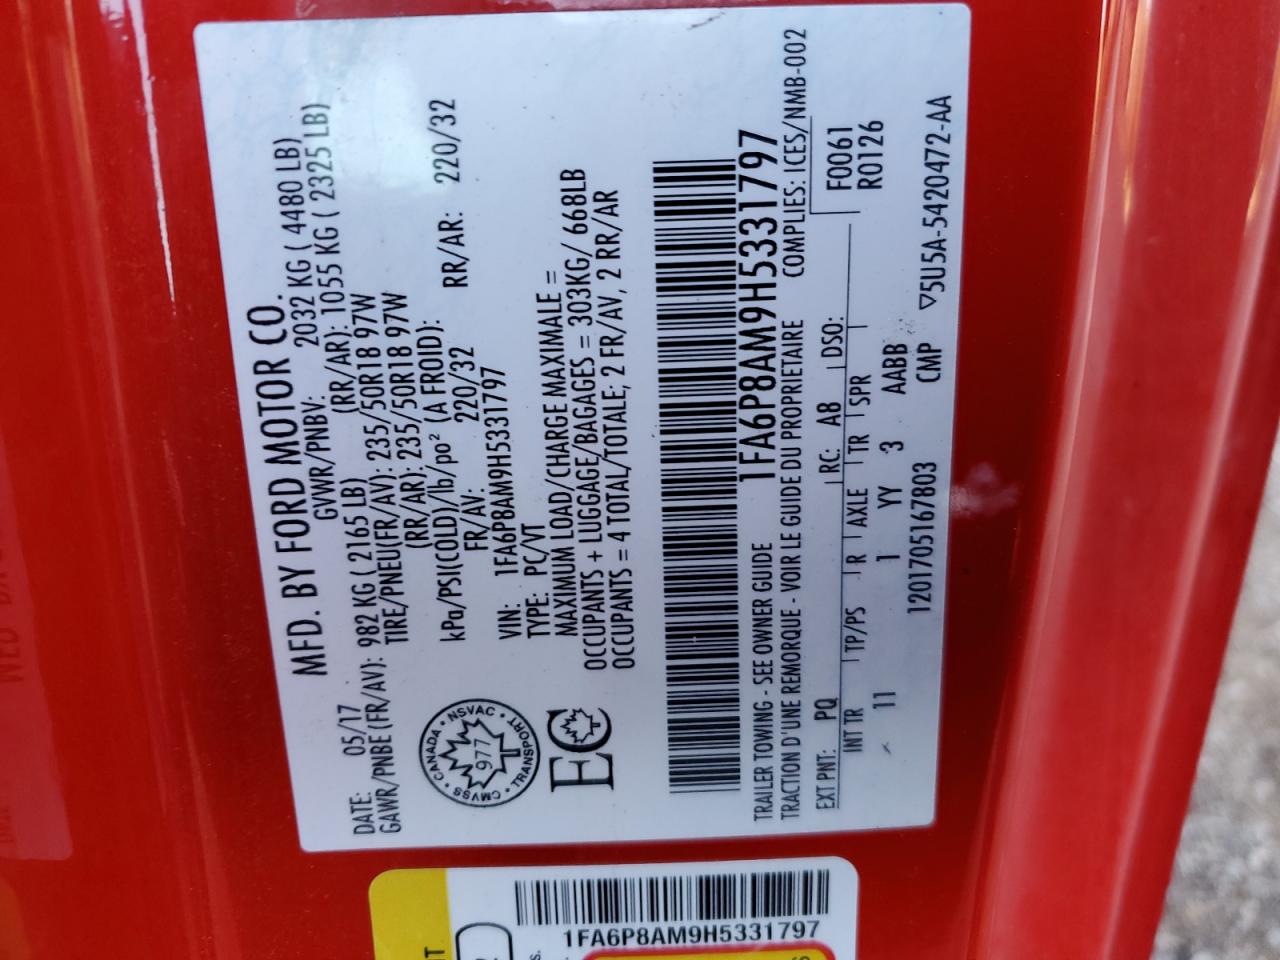 MFD. BY FORD MOTOR CO.
DATE: 05/17 GVWR/PNBV: 2032 KG ( 4480 LB)
GAWR/PNBE (FR/AV): 982 KG ( 2165 LB) (RR/AR): 1055 KG ( 2325 LB)
TIRE/PNEU(FR/AV): 235/50R18 97W
(RR/AR): 235/50R18 97W
kPa/PSI(COLD)/lb/po² (A FROID):
FR/AV: 220/32 RR/AR: 220/32
VIN: 1FA6P8AM9H5331797
TYPE: PC/VT
MAXIMUM LOAD/CHARGE MAXIMALE =
OCCUPANTS + LUGGAGE/BAGAGES = 303KG/ 668LB
OCCUPANTS = 4 TOTAL/TOTALE; 2 FR/AV, 2 RR/AR
CANADA • NSVAC • TRANSPORT • CMVSS
977
EC
1FA6P8AM9H5331797
TRAILER TOWING - SEE OWNER GUIDE
TRACTION D'UNE REMORQUE - VOIR LE GUIDE DU PROPRIETAIRE COMPLIES: ICES/NMB-002
EXT PNT: PQ RC: A8 DSO: F0061
R0126
INT TR TP/PS R AXLE TR SPR
11 1 YY 3 AABB
1201705167803 CMP
▽5U5A-5420472-AA
1FA6P8AM9H5331797